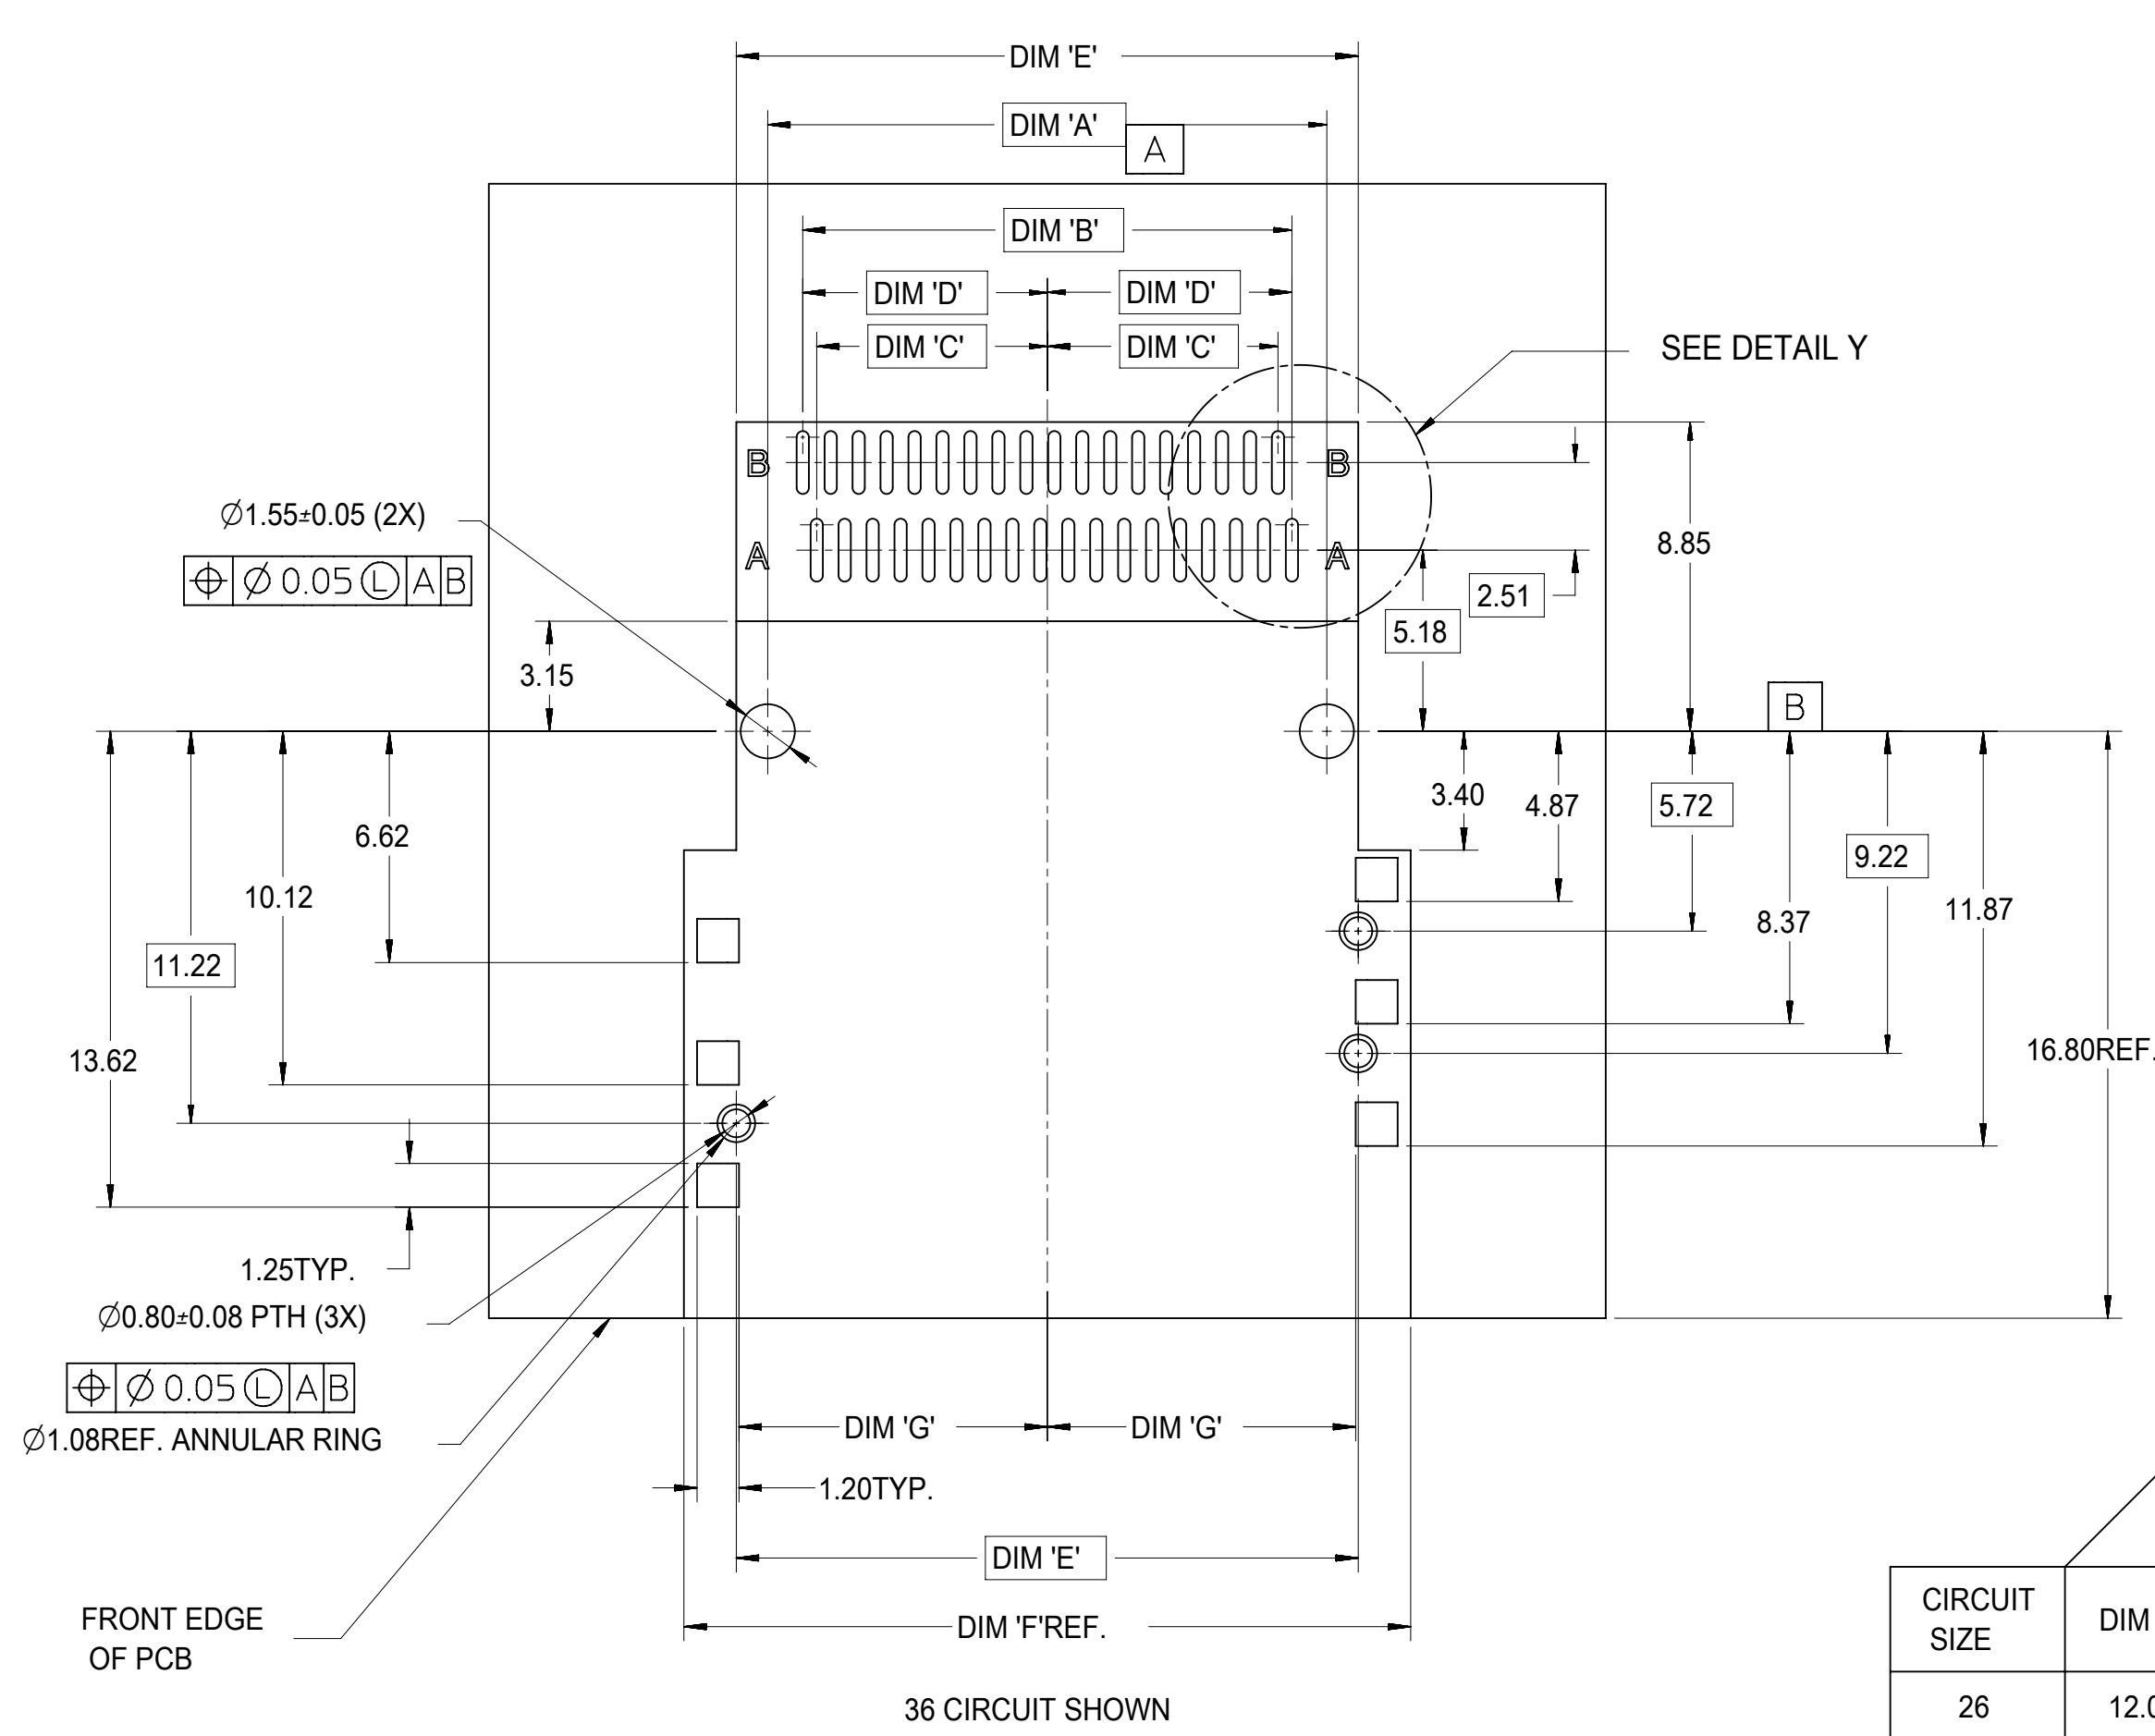 DIM 'E'
DIM 'A'
A
DIM 'B'
DIM 'D' DIM 'D'
DIM 'C' DIM 'C'
SEE DETAIL Y
B B
A A
Ø1.55±0.05 (2X)
⌖ Ø 0.05 Ⓛ A B
8.85
2.51
5.18
3.15
B
3.40
4.87
5.72
6.62
9.22
10.12
11.87
8.37
11.22
16.80REF.
13.62
1.25TYP.
Ø0.80±0.08 PTH (3X)
⌖ Ø 0.05 Ⓛ A B
Ø1.08REF. ANNULAR RING
DIM 'G' DIM 'G'
1.20TYP.
DIM 'E'
FRONT EDGE
OF PCB
DIM 'F'REF.
36 CIRCUIT SHOWN
CIRCUIT
SIZE
DIM
26 12.0